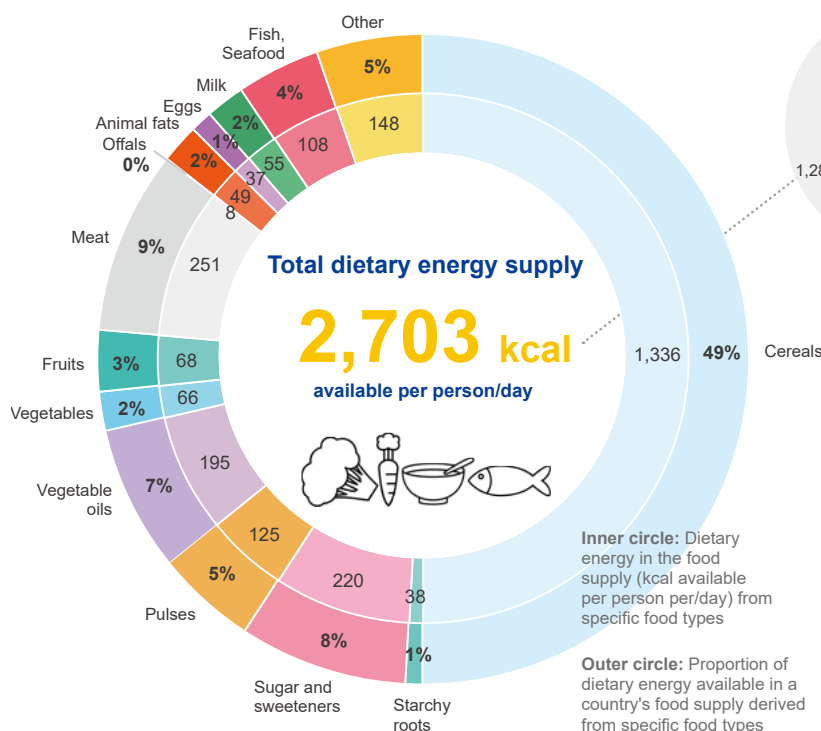 Other
Fish,
Seafood
Milk
Eggs
Animal fats
Offals
0%
Meat
Fruits
Vegetables
Vegetable
oils
Pulses
Sugar and
sweeteners
Starchy
roots
Cereals
5%
4%
2%
1%
2%
9%
3%
2%
7%
5%
8%
1%
49%
148
108
55
37
49
8
251
68
66
195
125
220
38
1,336
Total dietary energy supply
2,703 kcal
available per person/day
Inner circle: Dietary
energy in the food
supply (kcal available
per person per/day) from
specific food types
Outer circle: Proportion of
dietary energy available in a
country's food supply derived
from specific food types